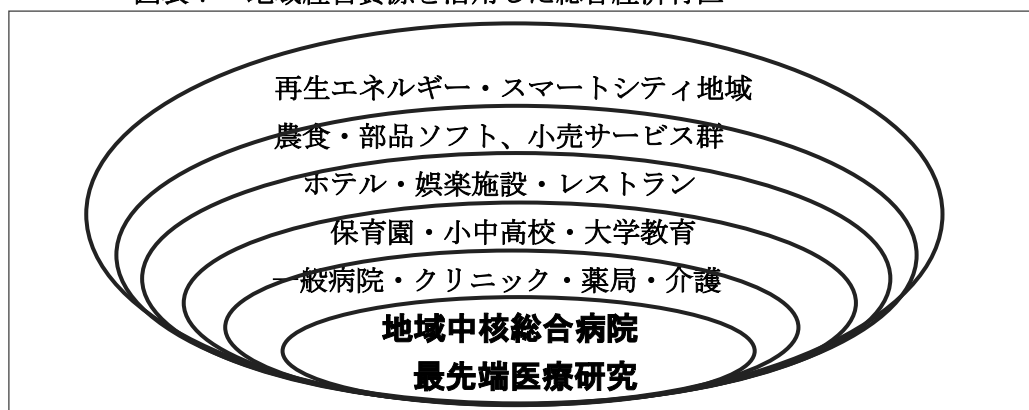 再生エネルギー・スマートシティ地域
農食・部品ソフト、小売サービス群
ホテル・娯楽施設・レストラン
保育園・小中高校・大学教育
一般病院・クリニック・薬局・介護
地域中核総合病院
最先端医療研究